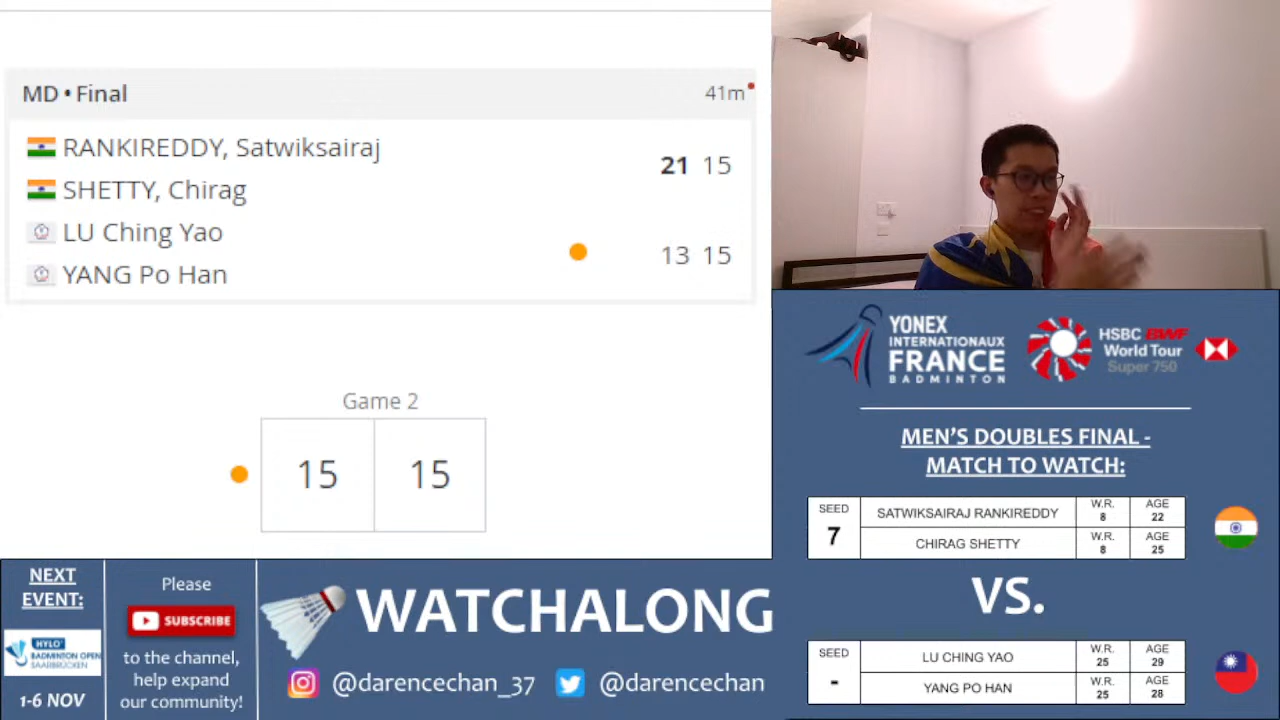 MD • Final
41m
RANKIREDDY, Satwiksairaj
SHETTY, Chirag
21 15
LU Ching Yao
YANG Po Han
13 15
Game 2
15 15
YONEX
INTERNATIONAUX
FRANCE
BADMINTON
HSBC BWF
World Tour
Super 750
MEN'S DOUBLES FINAL -
MATCH TO WATCH:
SEED
7
SATWIKSAIRAJ RANKIREDDY
W.R.
8
AGE
22
CHIRAG SHETTY
W.R.
8
AGE
25
VS.
SEED
-
LU CHING YAO
W.R.
25
AGE
29
YANG PO HAN
W.R.
25
AGE
28
NEXT
EVENT:
HYLO
BADMINTON OPEN
SAARBRÜCKEN
1-6 NOV
Please
SUBSCRIBE
to the channel,
help expand
our community!
WATCHALONG
@darencechan_37
@darencechan